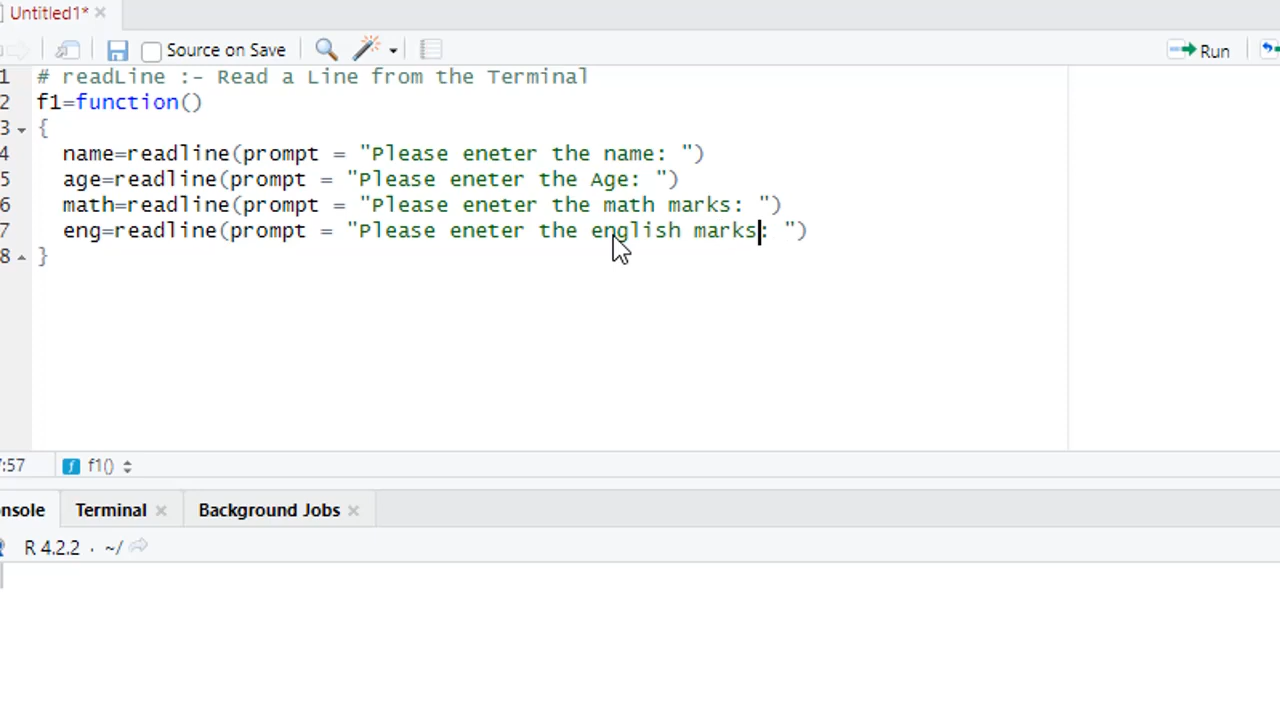 Untitled1*
Source on Save
Run
1 # readLine :- Read a Line from the Terminal
2 f1=function()
3 {
4 name=readline(prompt = "Please eneter the name: ")
5 age=readline(prompt = "Please eneter the Age: ")
6 math=readline(prompt = "Please eneter the math marks: ")
7 eng=readline(prompt = "Please eneter the english marks: ")
8 }
:57 f1()
nsole Terminal Background Jobs
R 4.2.2 · ~/